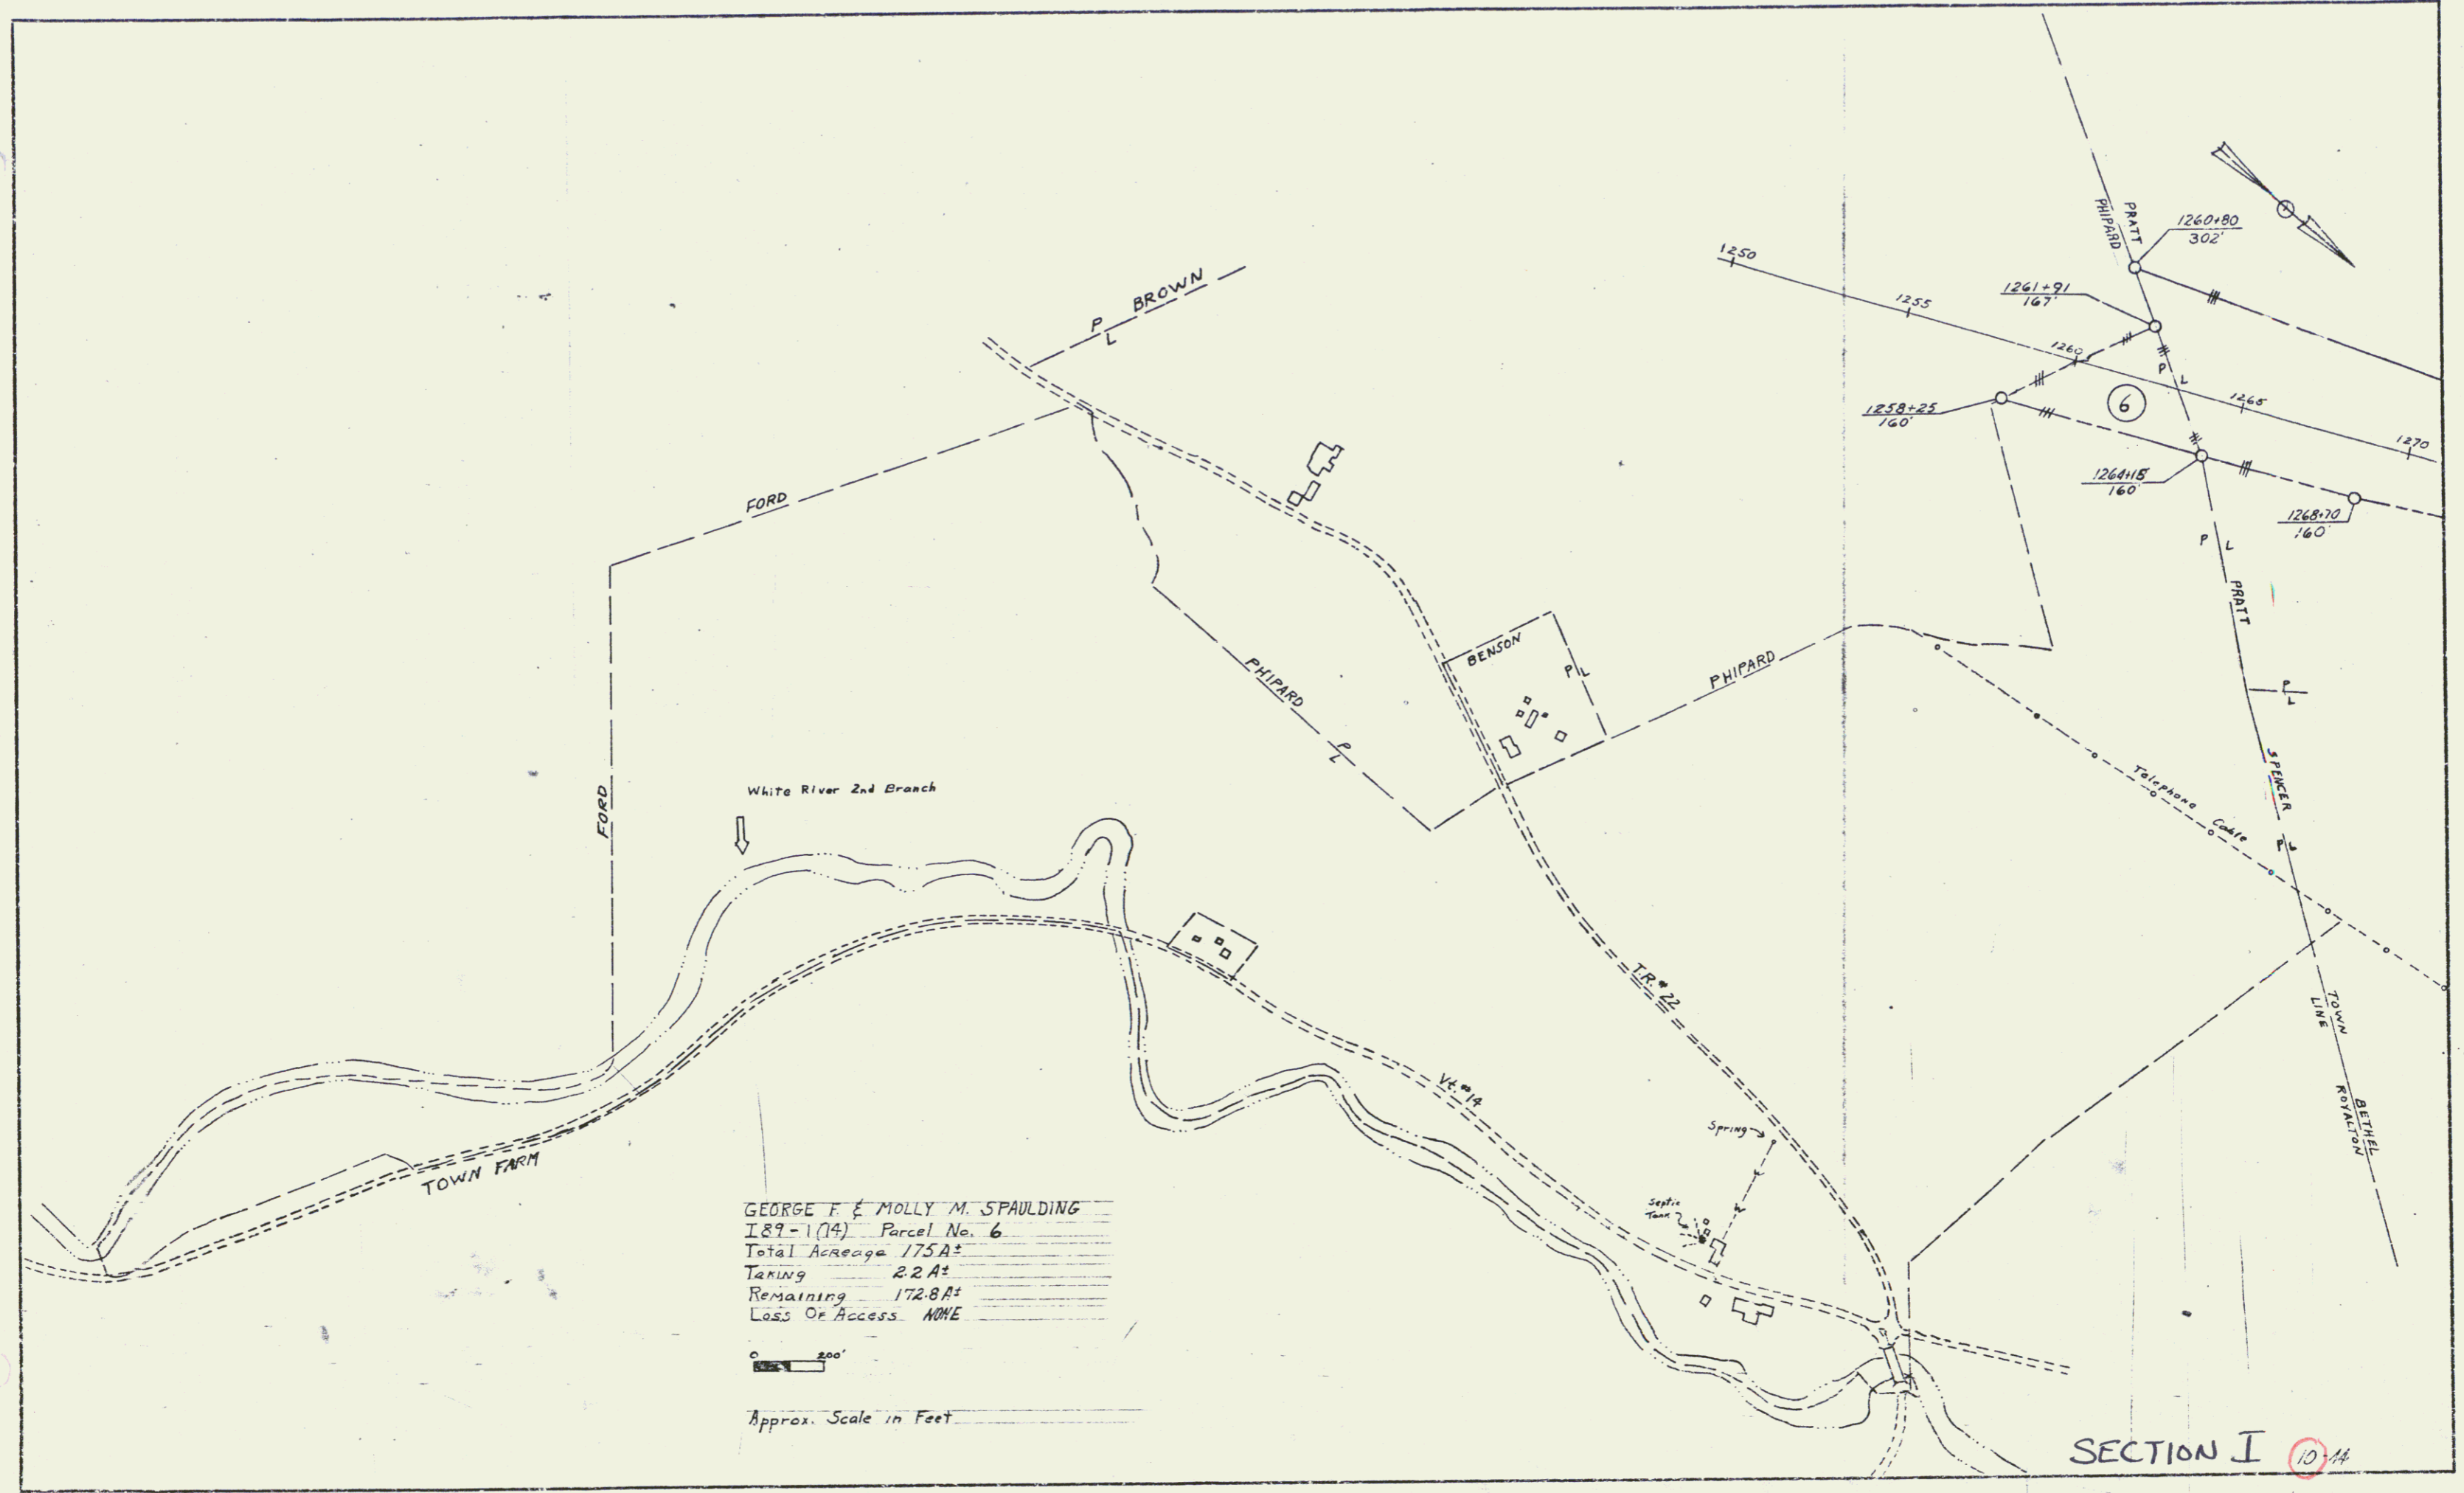 PRATT
PHIPARD
1260+80
302'
1250
1261+91
167'
1255
BROWN
P
L
1260
P
L
1258+25
160'
6
1265
1270
1264+15
160'
1268+70
160'
FORD
P
L
PRATT
BENSON
P L
PHIPARD
PHIPARD
P
L
P
L
FORD
White River 2nd Branch
SPENCER
P L
Telephone Cable
T.R. # 22
TOWN
LINE
Vt. # 14
BETHEL
ROYALTON
Spring
Septic
Tank
TOWN FARM
GEORGE F. & MOLLY M. SPAULDING
I89-1(14) Parcel No. 6
Total Acreage 175A±
Taking 2.2 A±
Remaining 172.8A±
Loss Of Access NONE
0 200'
Approx. Scale in Feet
SECTION I 10-14